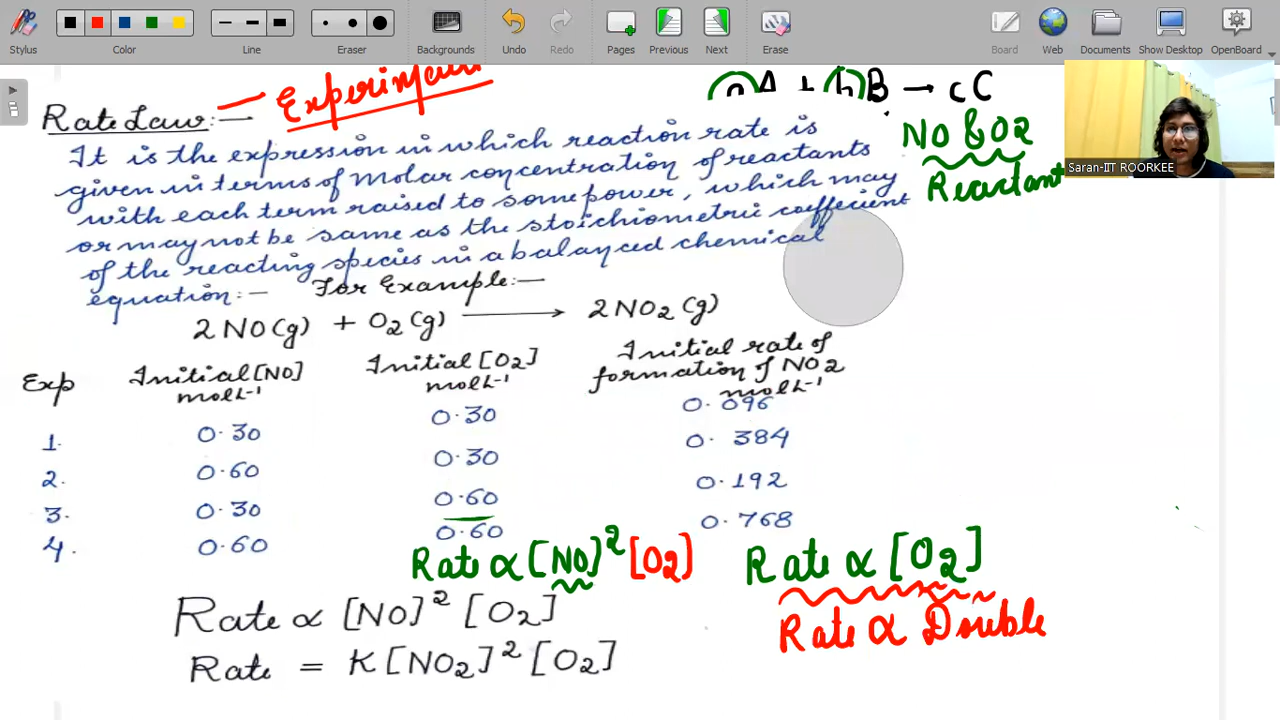 Stylus
Color
Line
Eraser
Backgrounds
Undo
Redo
Pages
Previous
Next
Erase
Board
Web
Documents
Show Desktop
OpenBoard
Rate Law :— — Experiment
aA + bB → cC
It is the expression in which reaction rate is
given in terms of Molar concentration of reactants
with each term raised to some power, which may
or may not be same as the stoichiometric coeffecient
of the reacting species in a balanced chemical
equation:— For Example:—
NO & O2
Reactant
Saran-IIT ROORKEE
2NO(g) + O2(g) → 2NO2(g)
Exp Initial[NO] molL-1 Initial [O2] molL-1 Initial rate of formation of NO2 molL-1
1. 0.30 0.30 0.096
2. 0.60 0.30 0.384
3. 0.30 0.60 0.192
4. 0.60 0.60 0.768
Rate ∝ [NO]² [O2] Rate ∝ [O2]
Rate ∝ [NO]² [O2] Rate ∝ Double
Rate = K[NO2]² [O2]